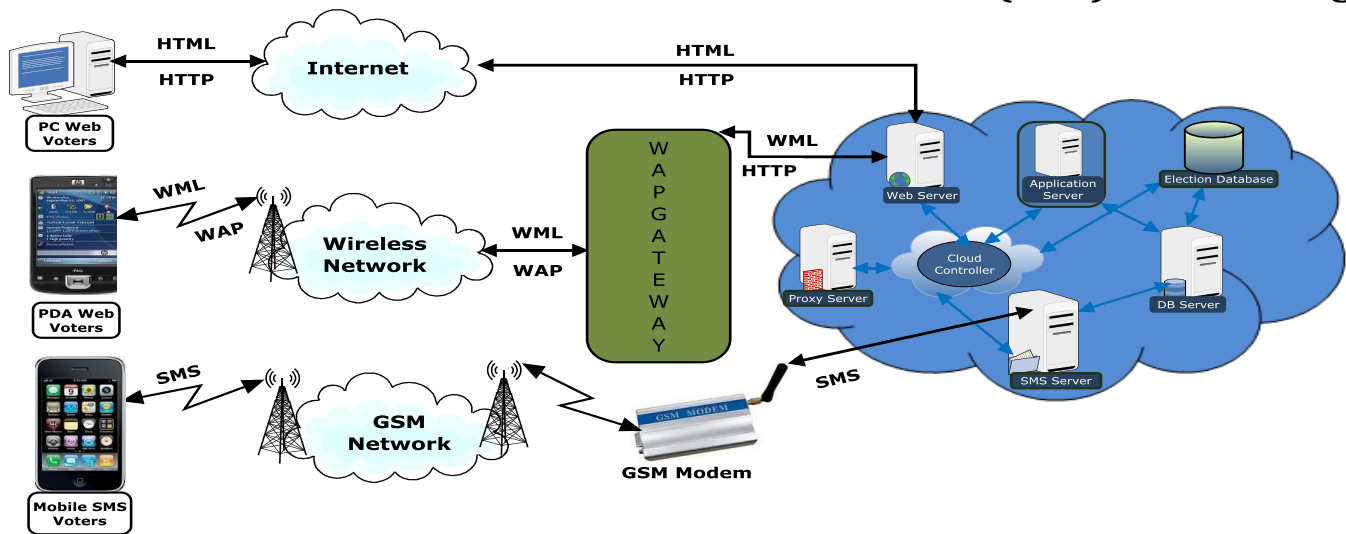 HTML
HTTP
Internet
HTML
HTTP
PC Web
Voters
WAPGATEWAY
WML
HTTP
Web Server
Application
Server
Election Database
WML
WAP
Wireless
Network
WML
WAP
PDA Web
Voters
Cloud
Controller
Proxy Server
DB Server
SMS Server
SMS
GSM
Network
SMS
GSM MODEM
GSM Modem
Mobile SMS
Voters